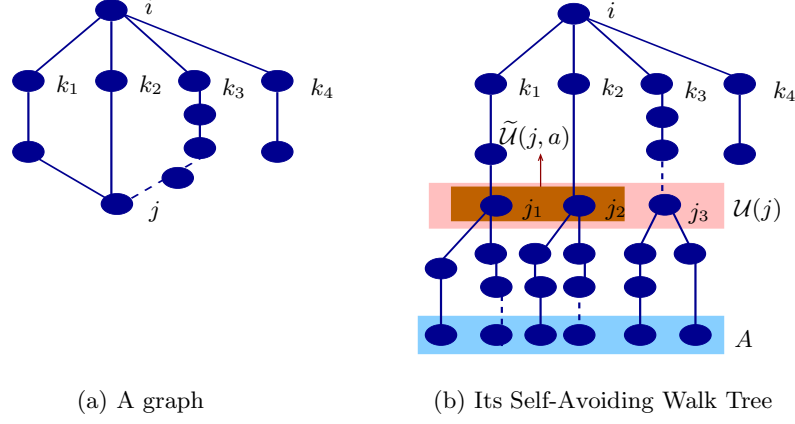 i
k₁ k₂ k₃ k₄
j
(a) A graph
i
k₁ k₂ k₃ k₄
𝒰̃(j, a)
j₁ j₂ j₃ 𝒰(j)
A
(b) Its Self-Avoiding Walk Tree